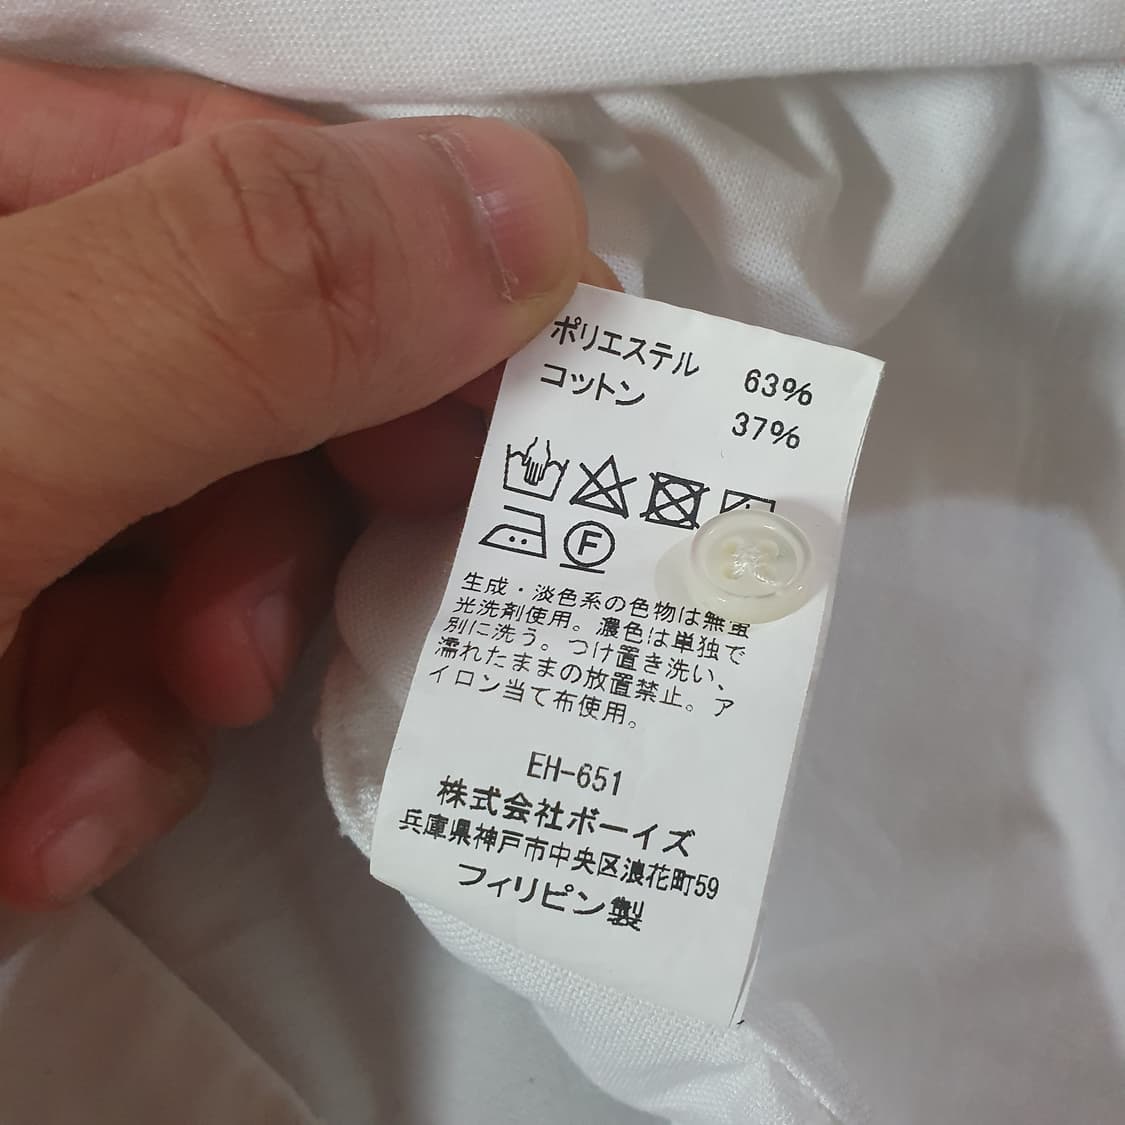 ポリエステル 63%
コットン 37%
F
生成・淡色系の色物は無蛍
光洗剤使用。濃色は単独で
別に洗う。つけ置き洗い、
濡れたままの放置禁止。ア
イロン当て布使用。
EH-651
株式会社ボーイズ
兵庫県神戸市中央区浪花町59
フィリピン製